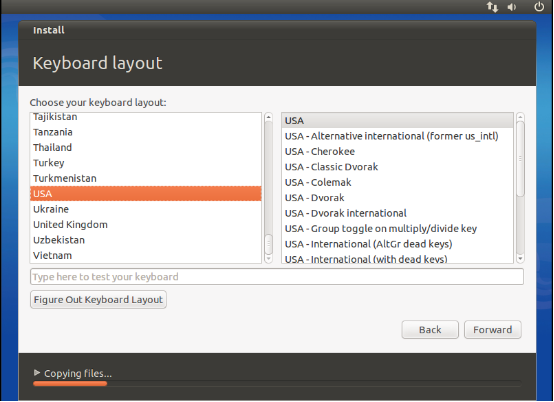 Install
Keyboard layout
Choose your keyboard layout:
Tajikistan
Tanzania
Thailand
Turkey
Turkmenistan
USA
Ukraine
United Kingdom
Uzbekistan
Vietnam
USA
USA - Alternative international (former us_intl)
USA - Cherokee
USA - Classic Dvorak
USA - Colemak
USA - Dvorak
USA - Dvorak international
USA - Group toggle on multiply/divide key
USA - International (AltGr dead keys)
USA - International (with dead keys)
Type here to test your keyboard
Figure Out Keyboard Layout
Back
Forward
Copying files...